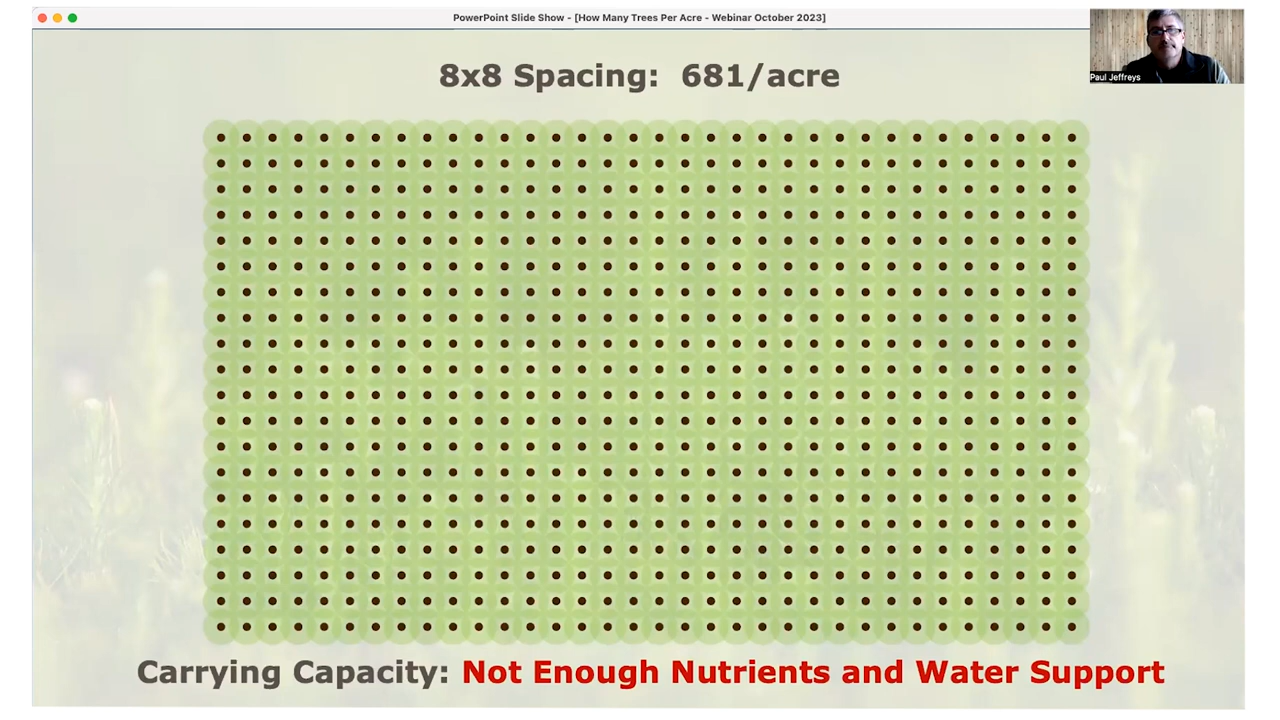 PowerPoint Slide Show - [How Many Trees Per Acre - Webinar October 2023]
Paul Jeffreys
8x8 Spacing: 681/acre
Carrying Capacity: Not Enough Nutrients and Water Support